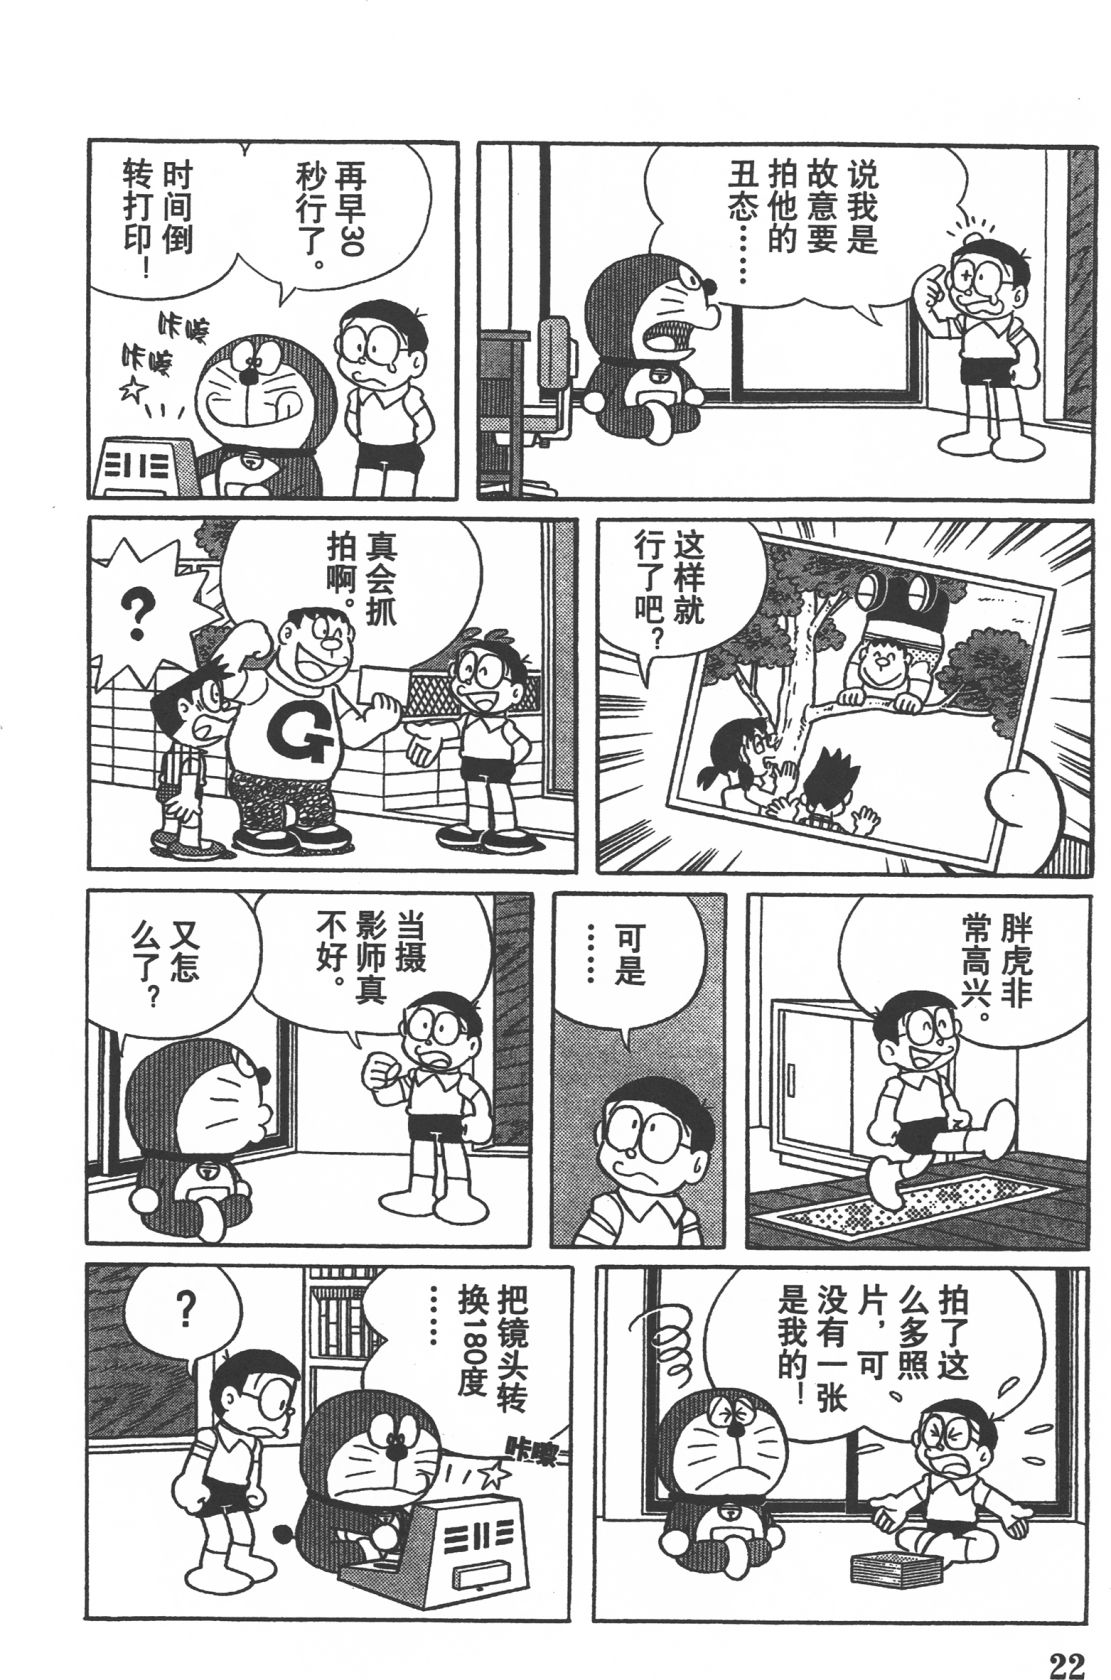 说我是
故意要
拍他的
丑态……
再早30
秒行了。
时间倒
转打印！
咔嚓
咔嚓
这样就
行了吧？
真会抓
拍啊。
？
G
胖虎非
常高兴。
可是
……
当摄
影师真
不好。
又怎
么了？
拍了这
么多照
片，可
没有一张
是我的！
把镜头转
换180度
……
咔嚓
？
22